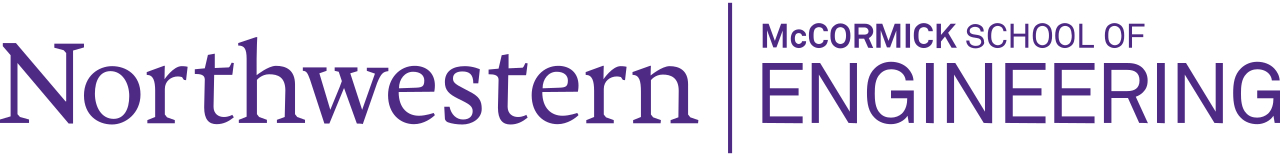 Northwestern
McCORMICK SCHOOL OF
ENGINEERING